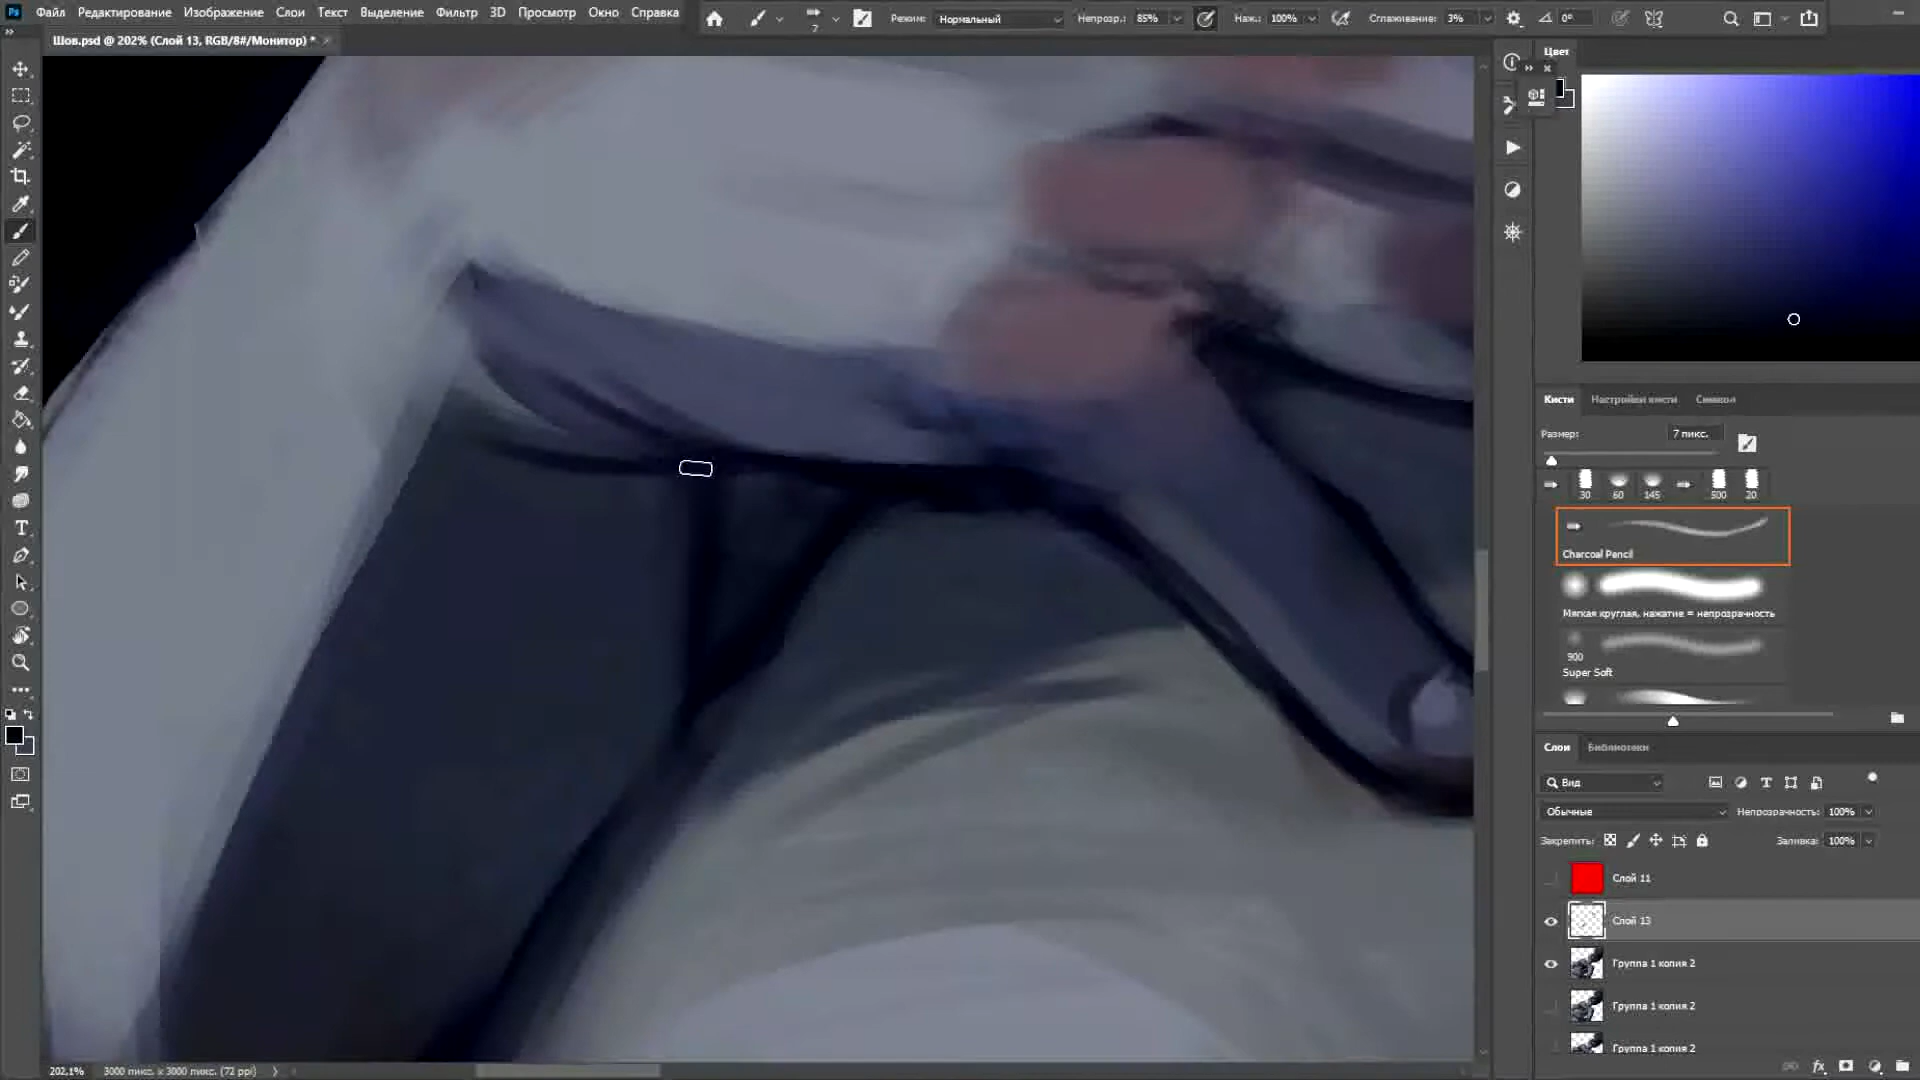 Ps Файл Редактирование Изображение Слои Текст Выделение Фильтр 3D Просмотр Окно Справка
7 Режим: Нормальный Непрозр.: 85% Наж.: 100% Сглаживание: 3% 0°
Шов.psd @ 202% (Слой 13, RGB/8#/Монитор) *
Цвет
Кисти Настройки кисти Символ
Размер: 7 пикс.
30 60 145 500 20
Charcoal Pencil
Мягкая круглая, нажатие = непрозрачность
900
Super Soft
Слои Библиотеки
Вид
Обычные Непрозрачность: 100%
Закрепить: Заливка: 100%
Слой 11
Слой 13
Группа 1 копия 2
Группа 1 копия 2
Группа 1 копия 2
fx
202,1% 3000 пикс. x 3000 пикс. (72 ppi)